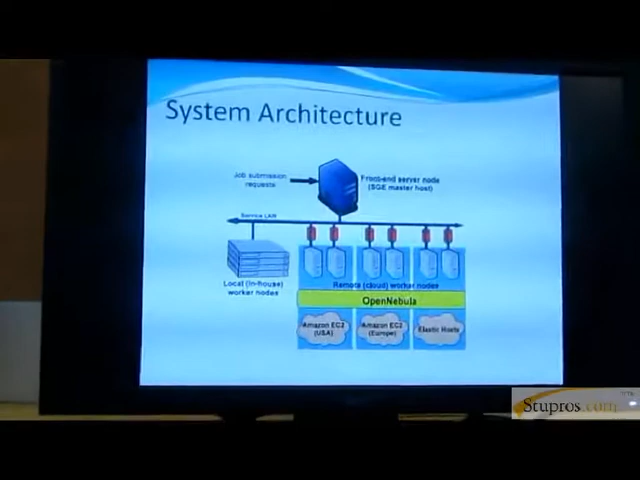 System Architecture
Job submission
requests
Front-end server node
(SGE master host)
Service LAN
Local (in-house)
worker nodes
Remote (cloud) worker nodes
OpenNebula
Amazon EC2
(USA)
Amazon EC2
(Europe)
Elastic Hosts
Stupros.com